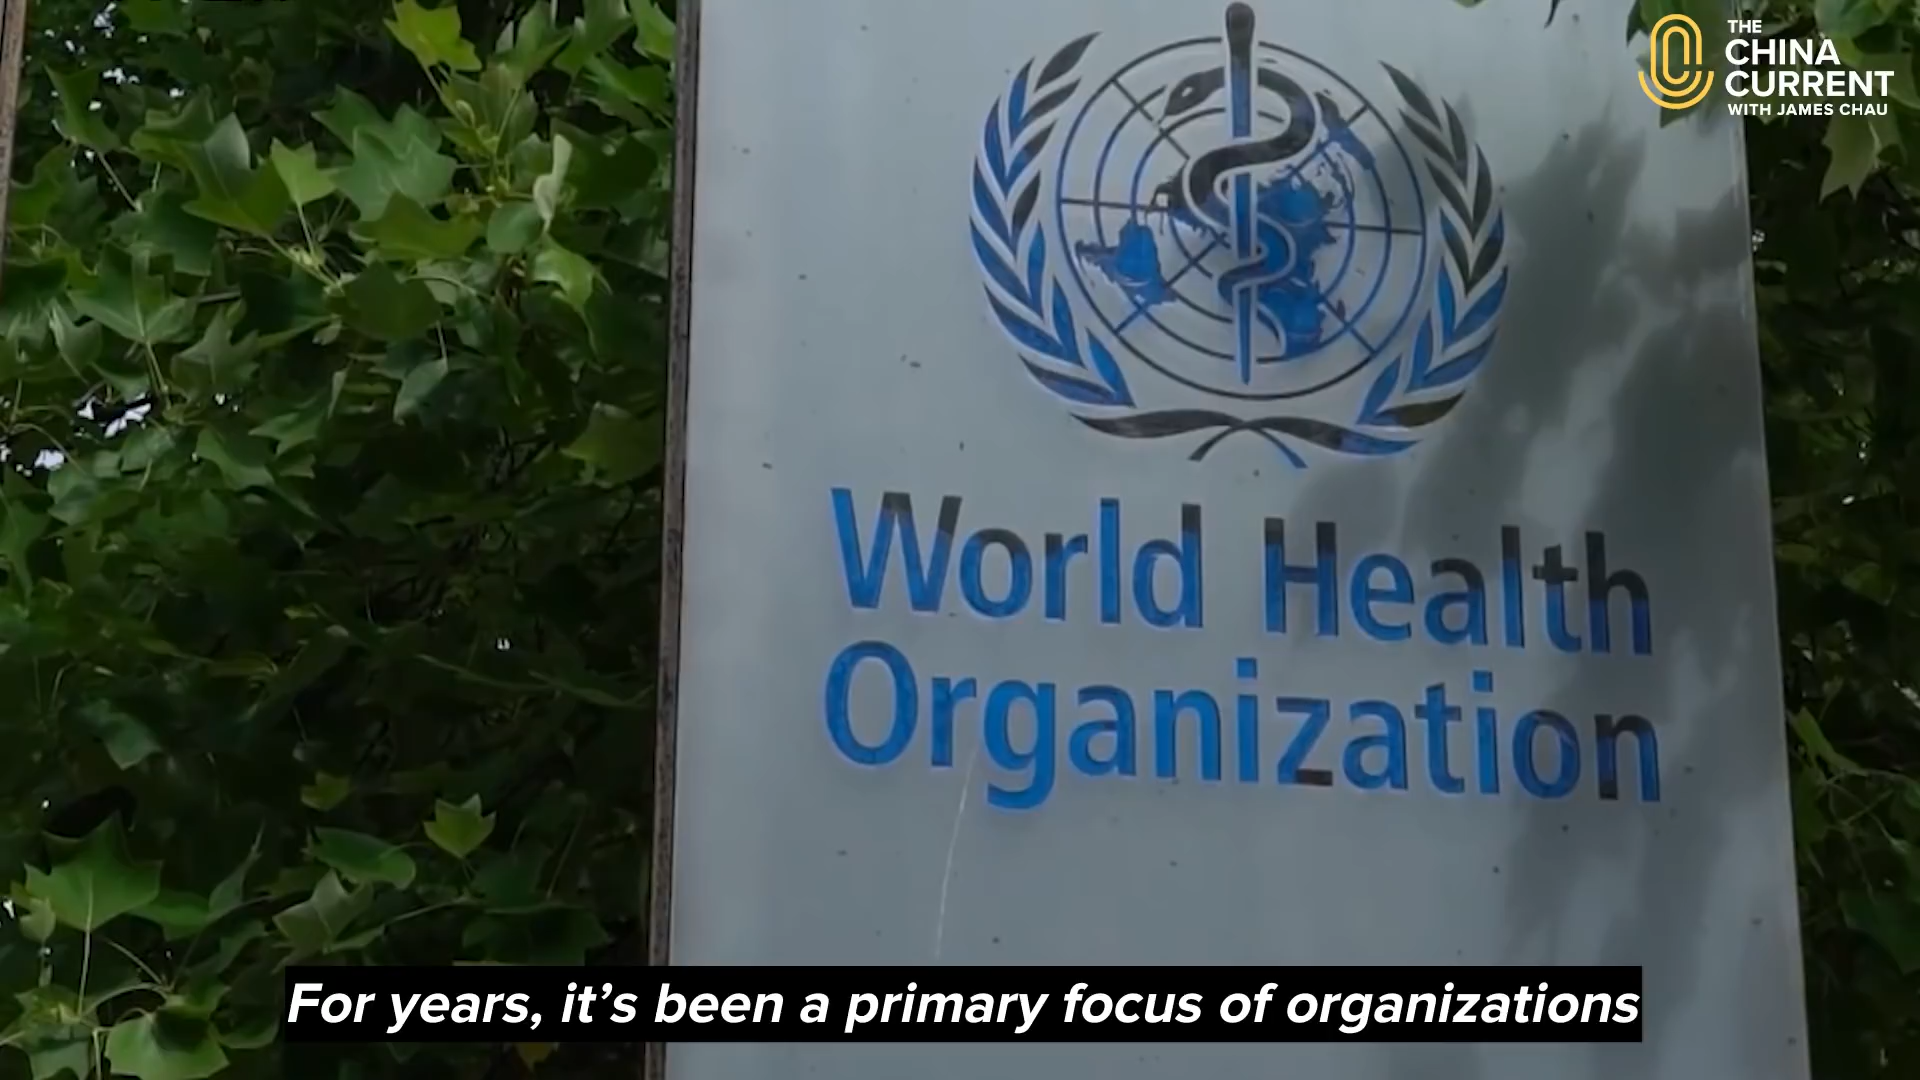 THE
CHINA
CURRENT
WITH JAMES CHAU
World Health
Organization
For years, it's been a primary focus of organizations